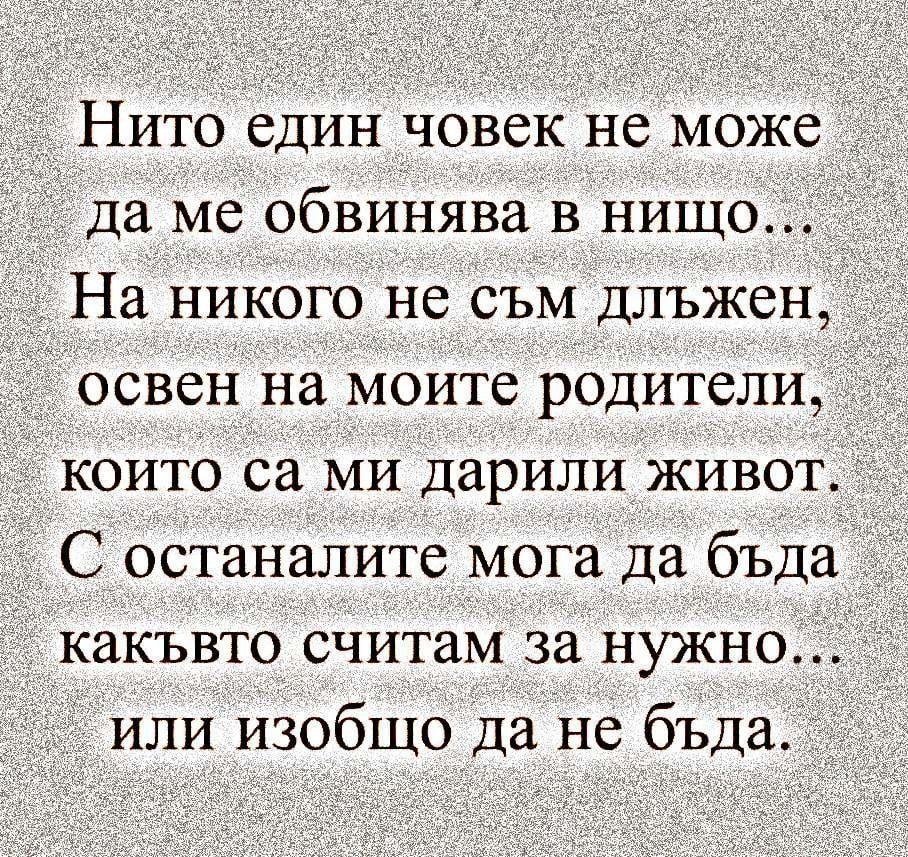 Нито един човек не може
да ме обвинява в нищо...
На никого не съм длъжен,
освен на моите родители,
които са ми дарили живот.
С останалите мога да бъда
какъвто считам за нужно...
или изобщо да не бъда.